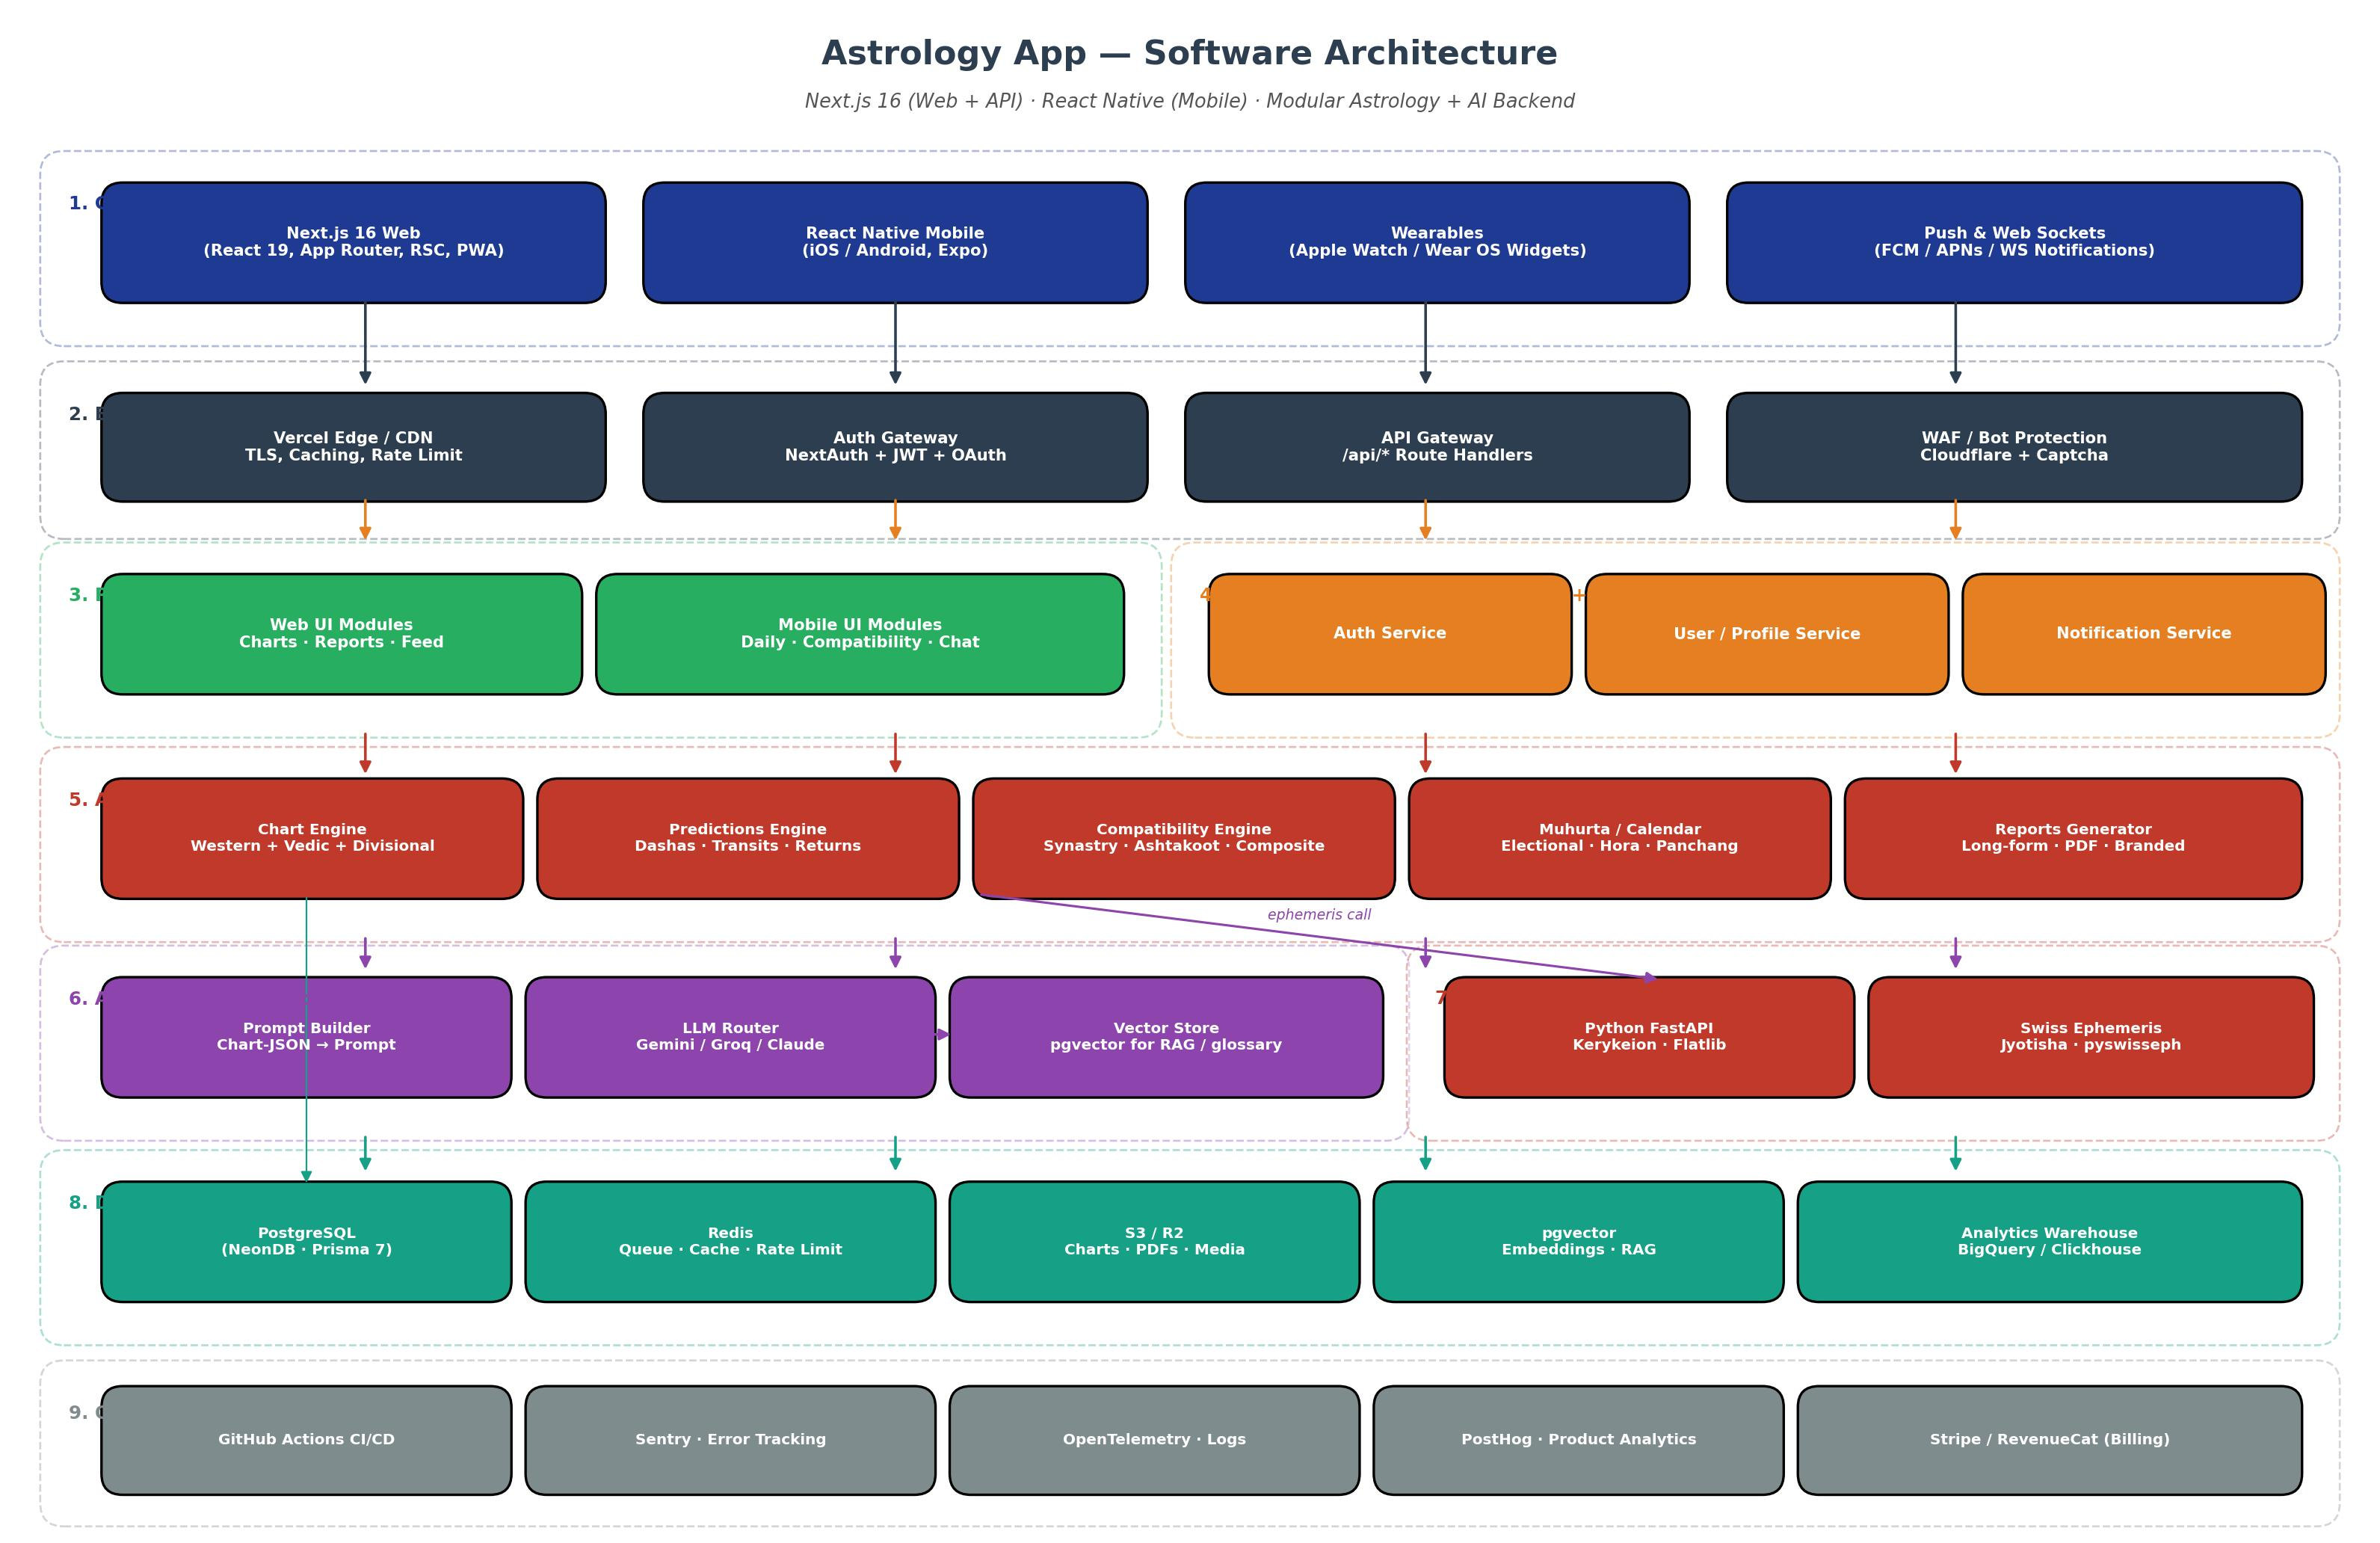 Astrology App — Software Architecture
Next.js 16 (Web + API) · React Native (Mobile) · Modular Astrology + AI Backend
1.
Next.js 16 Web
(React 19, App Router, RSC, PWA)
React Native Mobile
(iOS / Android, Expo)
Wearables
(Apple Watch / Wear OS Widgets)
Push & Web Sockets
(FCM / APNs / WS Notifications)
2.
Vercel Edge / CDN
TLS, Caching, Rate Limit
Auth Gateway
NextAuth + JWT + OAuth
API Gateway
/api/* Route Handlers
WAF / Bot Protection
Cloudflare + Captcha
3.
Web UI Modules
Charts · Reports · Feed
Mobile UI Modules
Daily · Compatibility · Chat
4
+
Auth Service
User / Profile Service
Notification Service
5.
Chart Engine
Western + Vedic + Divisional
Predictions Engine
Dashas · Transits · Returns
Compatibility Engine
Synastry · Ashtakoot · Composite
Muhurta / Calendar
Electional · Hora · Panchang
Reports Generator
Long-form · PDF · Branded
ephemeris call
6.
Prompt Builder
Chart-JSON → Prompt
LLM Router
Gemini / Groq / Claude
Vector Store
pgvector for RAG / glossary
7
Python FastAPI
Kerykeion · Flatlib
Swiss Ephemeris
Jyotisha · pyswisseph
8.
PostgreSQL
(NeonDB · Prisma 7)
Redis
Queue · Cache · Rate Limit
S3 / R2
Charts · PDFs · Media
pgvector
Embeddings · RAG
Analytics Warehouse
BigQuery / Clickhouse
9.
GitHub Actions CI/CD
Sentry · Error Tracking
OpenTelemetry · Logs
PostHog · Product Analytics
Stripe / RevenueCat (Billing)